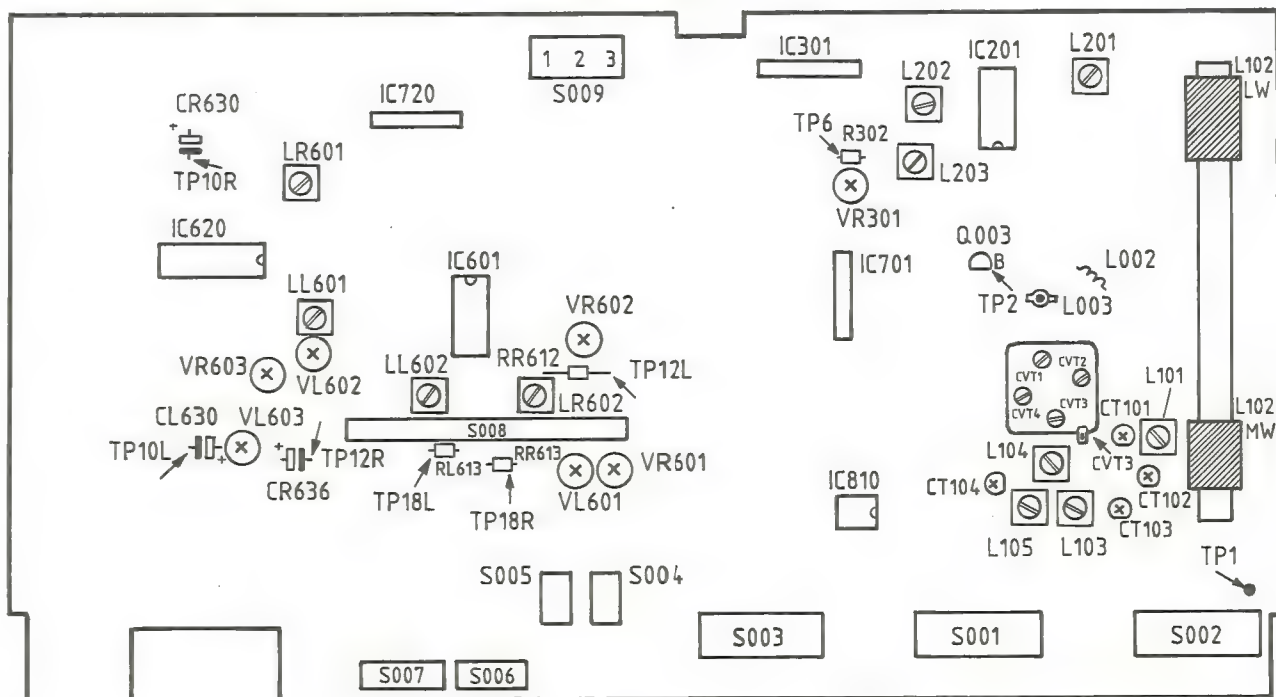 1 2 3
S009
IC301
IC201
L201
L102
LW
L202
IC720
CR630
+
TP6
R302
LR601
TP10R
L203
VR301
IC620
IC601
IC701
Q003
B
L002
TP2
L003
LL601
VR602
VR603
VL602
LL602
RR612
TP12L
LR602
CVT2
CVT1
CVT4
CVT3
L101
CT101
L102
MW
CL630
VL603
S008
TP10L
+
+
TP12R
CR636
RL613
RR613
TP18L
TP18R
VL601
VR601
IC810
L104
CVT3
CT104
CT102
CT103
L105
L103
TP1
S005
S004
S003
S001
S002
S007
S006